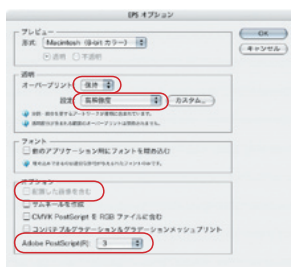 EPS オプション
プレビュー
形式: Macintosh (8-bit カラー)
透明 不透明
OK
キャンセル
透明
オーバープリント: 保持
設定: 高解像度
カスタム...
フォント
他のアプリケーション用にフォントを埋め込む
オプション
配置した画像を含む
サムネールを作成
CMYK PostScript を RGB ファイルに含む
コンパチブルグラデーション&グラデーションメッシュプリント
Adobe PostScript(R): 3